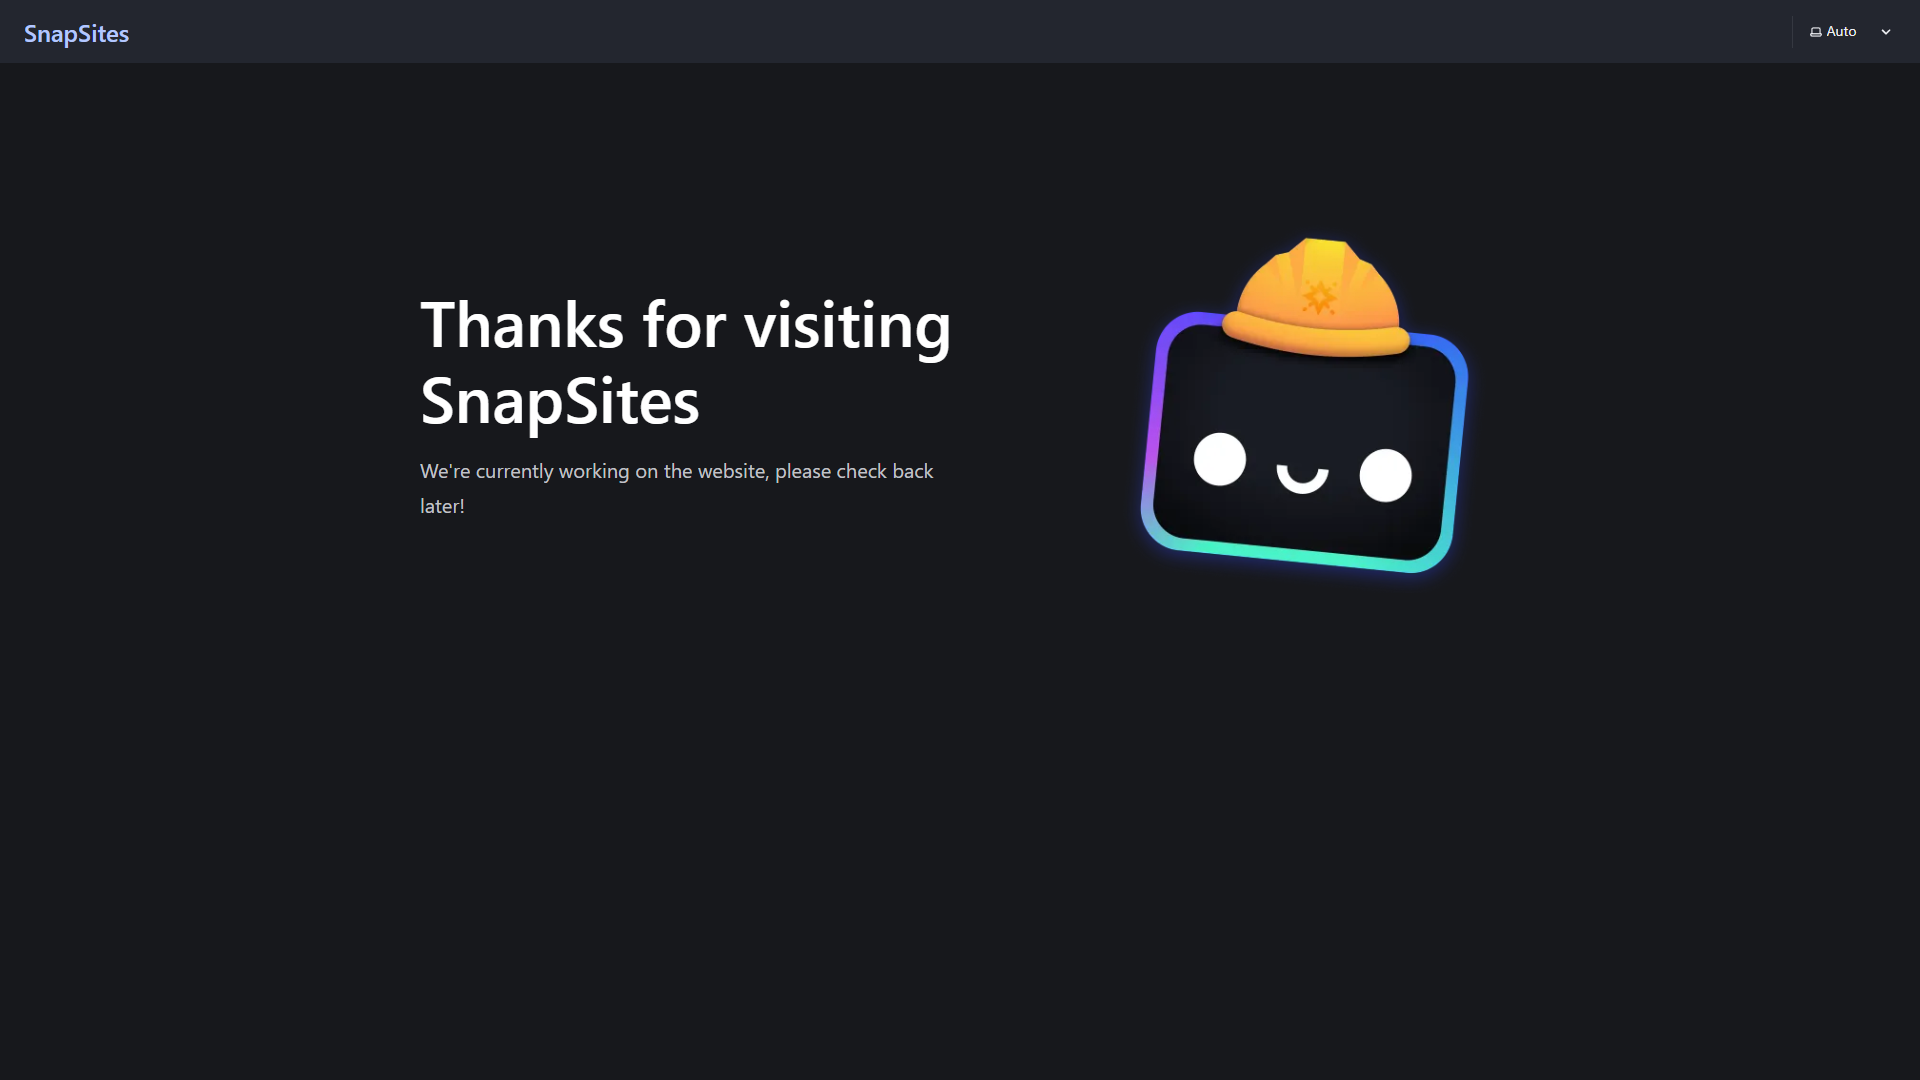 SnapSites
Auto
Thanks for visiting
SnapSites
We're currently working on the website, please check back
later!